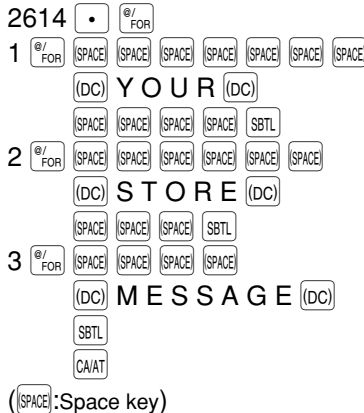 2614 • @/FOR
1 @/FOR (SPACE) (SPACE) (SPACE) (SPACE) (SPACE) (SPACE) (SPACE)
(DC) Y O U R (DC)
(SPACE) (SPACE) (SPACE) (SPACE) SBTL
2 @/FOR (SPACE) (SPACE) (SPACE) (SPACE) (SPACE) (SPACE)
(DC) S T O R E (DC)
(SPACE) (SPACE) (SPACE) SBTL
3 @/FOR (SPACE) (SPACE) (SPACE) (SPACE)
(DC) M E S S A G E (DC)
SBTL
CA/AT
((SPACE):Space key)